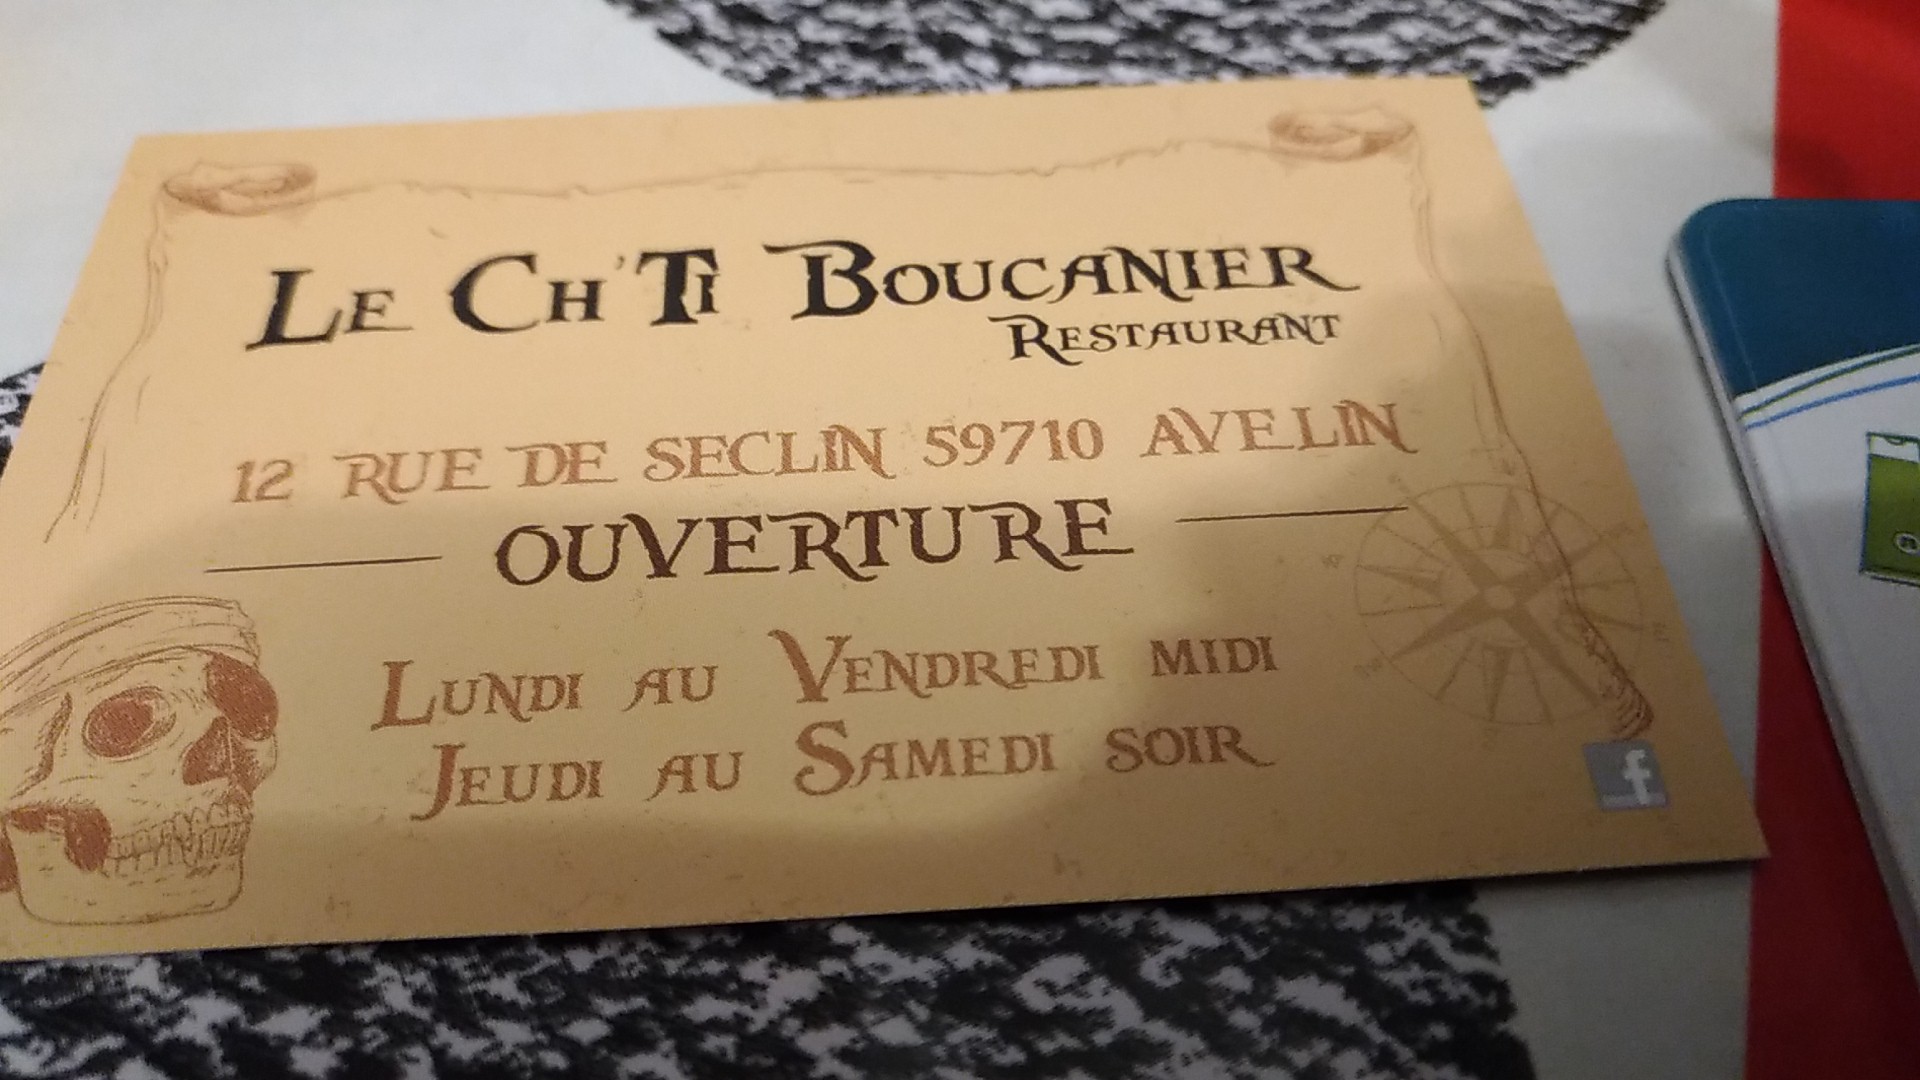 Le Ch'Ti Boucanier
Restaurant
12 RUE DE SECLIN 59710 AVELIN
OUVERTURE
Lundi au Vendredi midi
Jeudi au Samedi soir
f